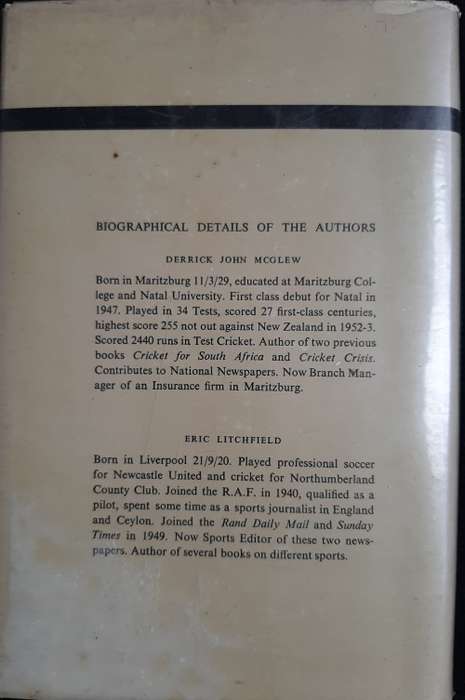 BIOGRAPHICAL DETAILS OF THE AUTHORS
DERRICK JOHN MCGLEW
Born in Maritzburg 11/3/29, educated at Maritzburg Col-
lege and Natal University. First class debut for Natal in
1947. Played in 34 Tests, scored 27 first-class centuries,
highest score 255 not out against New Zealand in 1952-3.
Scored 2440 runs in Test Cricket. Author of two previous
books Cricket for South Africa and Cricket Crisis.
Contributes to National Newspapers. Now Branch Man-
ager of an Insurance firm in Maritzburg.
ERIC LITCHFIELD
Born in Liverpool 21/9/20. Played professional soccer
for Newcastle United and cricket for Northumberland
County Club. Joined the R.A.F. in 1940, qualified as a
pilot, spent some time as a sports journalist in England
and Ceylon. Joined the Rand Daily Mail and Sunday
Times in 1949. Now Sports Editor of these two news-
papers. Author of several books on different sports.